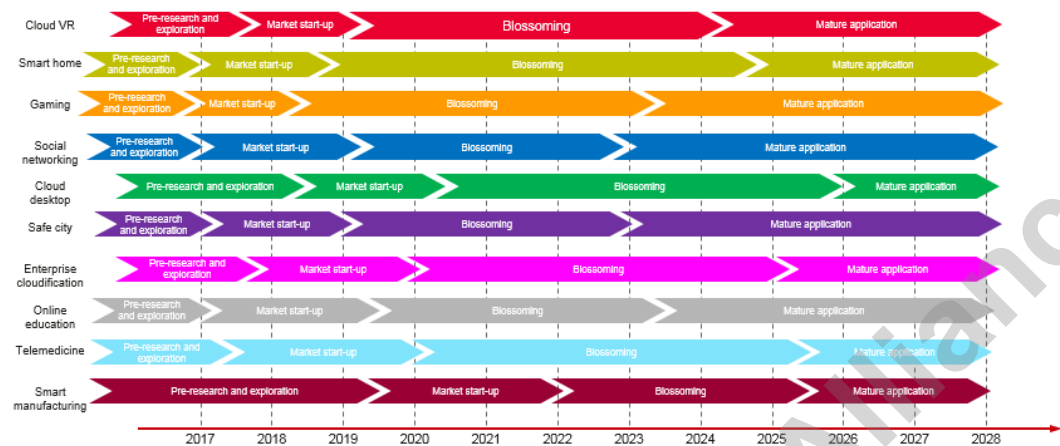 Cloud VR
Pre-research and
exploration
Market start-up
Blossoming
Mature application
Smart home
Pre-research
and exploration
Market start-up
Blossoming
Mature application
Gaming
Pre-research
and exploration
Market start-up
Blossoming
Mature application
Social
networking
Pre-research
and exploration
Market start-up
Blossoming
Mature application
Cloud
desktop
Pre-research and exploration
Market start-up
Blossoming
Mature application
Safe city
Pre-research
and exploration
Market start-up
Blossoming
Mature application
Enterprise
cloudification
Pre-research and
exploration
Market start-up
Blossoming
Mature application
Online
education
Pre-research
and exploration
Market start-up
Blossoming
Mature application
Telemedicine
Pre-research and
exploration
Market start-up
Blossoming
Mature application
Smart
manufacturing
Pre-research and exploration
Market start-up
Blossoming
Mature application
2017 2018 2019 2020 2021 2022 2023 2024 2025 2026 2027 2028